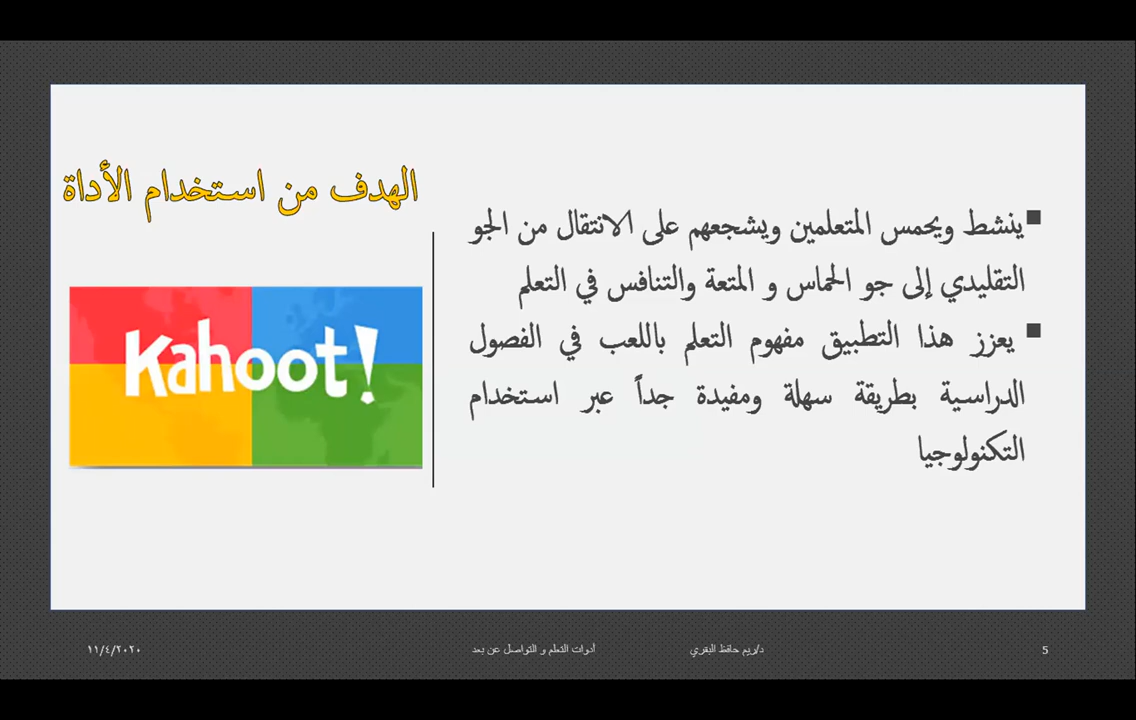 الهدف من استخدام الأداة
Kahoot!
ينشط ويحمس المتعلمين ويشجعهم على الانتقال من الجو
التقليدي إلى جو الحماس و المتعة والتنافس في التعلم
يعزز هذا التطبيق مفهوم التعلم باللعب في الفصول
الدراسية بطريقة سهلة ومفيدة جداً عبر استخدام
التكنولوجيا
5
د/ريم حافظ البقري
أدوات التعلم و التواصل عن بعد
١١/٤/٢٠٢٠